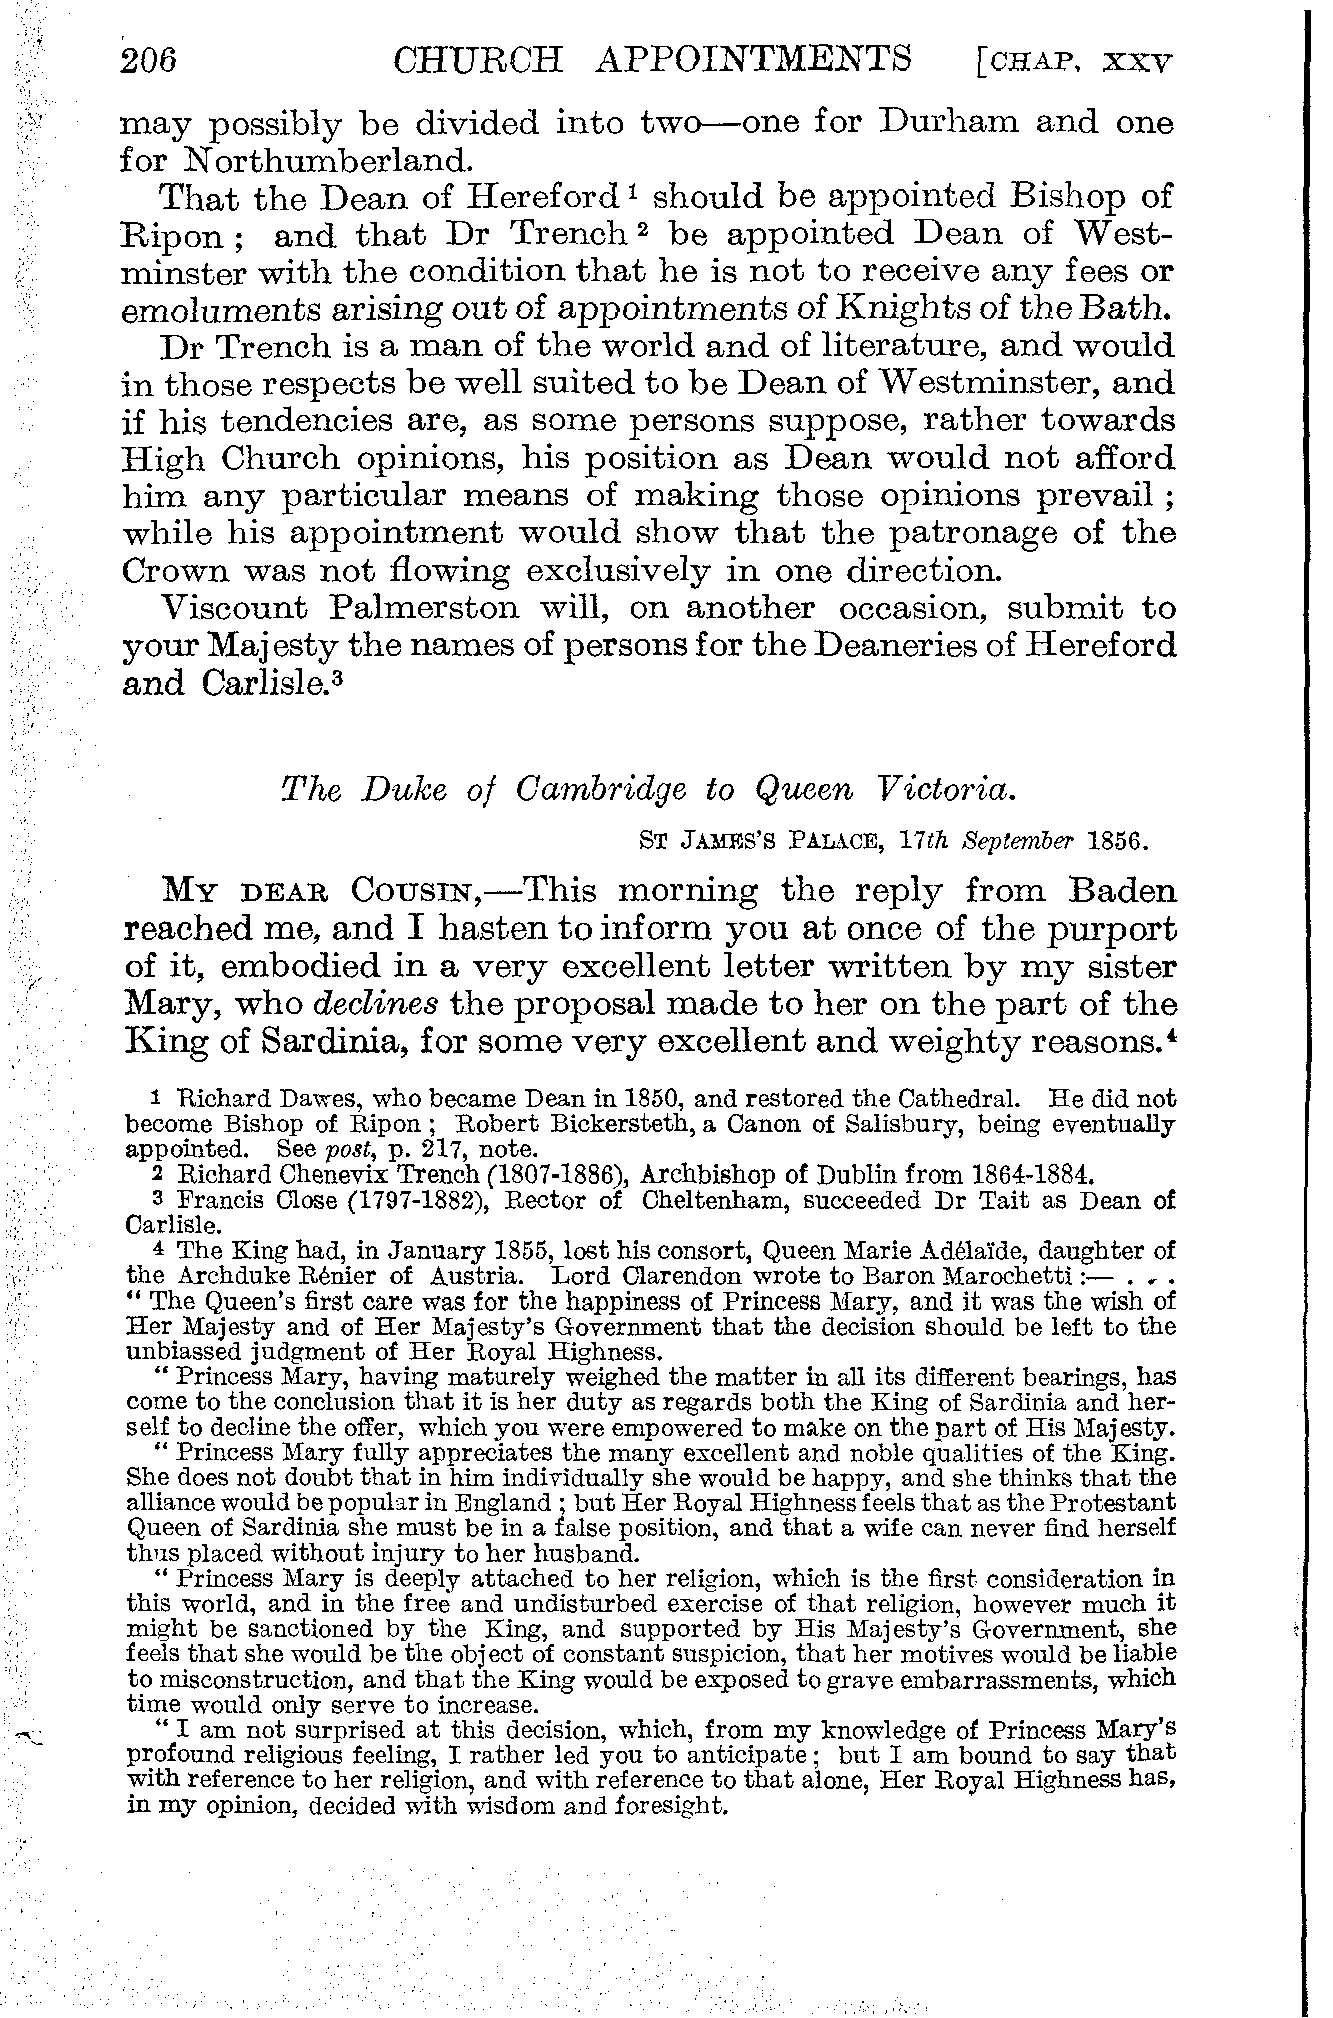 206 CHURCH APPOINTMENTS [CHAP. XXV
may possibly be divided into two—one for Durham and one
for Northumberland.
That the Dean of Hereford¹ should be appointed Bishop of
Ripon; and that Dr Trench² be appointed Dean of West-
minster with the condition that he is not to receive any fees or
emoluments arising out of appointments of Knights of the Bath.
Dr Trench is a man of the world and of literature, and would
in those respects be well suited to be Dean of Westminster, and
if his tendencies are, as some persons suppose, rather towards
High Church opinions, his position as Dean would not afford
him any particular means of making those opinions prevail;
while his appointment would show that the patronage of the
Crown was not flowing exclusively in one direction.
Viscount Palmerston will, on another occasion, submit to
your Majesty the names of persons for the Deaneries of Hereford
and Carlisle.³
The Duke of Cambridge to Queen Victoria.
ST JAMES'S PALACE, 17th September 1856.
MY DEAR COUSIN,—This morning the reply from Baden
reached me, and I hasten to inform you at once of the purport
of it, embodied in a very excellent letter written by my sister
Mary, who declines the proposal made to her on the part of the
King of Sardinia, for some very excellent and weighty reasons.⁴
1 Richard Dawes, who became Dean in 1850, and restored the Cathedral. He did not
become Bishop of Ripon; Robert Bickersteth, a Canon of Salisbury, being eventually
appointed. See post, p. 217, note.
2 Richard Chenevix Trench (1807-1886), Archbishop of Dublin from 1864-1884.
3 Francis Close (1797-1882), Rector of Cheltenham, succeeded Dr Tait as Dean of
Carlisle.
4 The King had, in January 1855, lost his consort, Queen Marie Adélaïde, daughter of
the Archduke Rénier of Austria. Lord Clarendon wrote to Baron Marochetti:— . . .
"The Queen's first care was for the happiness of Princess Mary, and it was the wish of
Her Majesty and of Her Majesty's Government that the decision should be left to the
unbiassed judgment of Her Royal Highness.
"Princess Mary, having maturely weighed the matter in all its different bearings, has
come to the conclusion that it is her duty as regards both the King of Sardinia and her-
self to decline the offer, which you were empowered to make on the part of His Majesty.
"Princess Mary fully appreciates the many excellent and noble qualities of the King.
She does not doubt that in him individually she would be happy, and she thinks that the
alliance would be popular in England; but Her Royal Highness feels that as the Protestant
Queen of Sardinia she must be in a false position, and that a wife can never find herself
thus placed without injury to her husband.
"Princess Mary is deeply attached to her religion, which is the first consideration in
this world, and in the free and undisturbed exercise of that religion, however much it
might be sanctioned by the King, and supported by His Majesty's Government, she
feels that she would be the object of constant suspicion, that her motives would be liable
to misconstruction, and that the King would be exposed to grave embarrassments, which
time would only serve to increase.
"I am not surprised at this decision, which, from my knowledge of Princess Mary's
profound religious feeling, I rather led you to anticipate; but I am bound to say that
with reference to her religion, and with reference to that alone, Her Royal Highness has,
in my opinion, decided with wisdom and foresight.